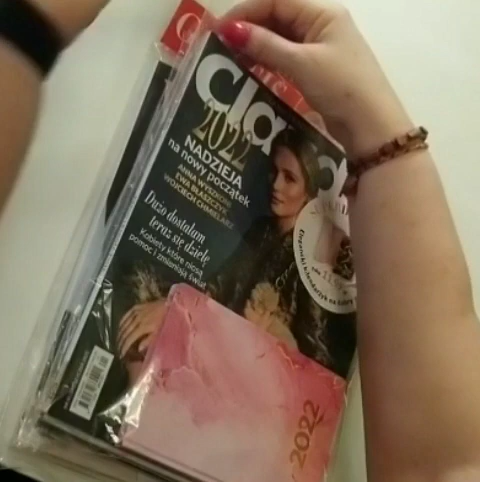 cla
2022
NADZIEJA
na nowy początek
ANNA WYSZKONI
EWA BŁASZCZYK
WOJCIECH CHMIELARZ
Dużo dostałam
teraz się dzielę
Kobiety, które niosą
pomoc i zmieniają świat
2022